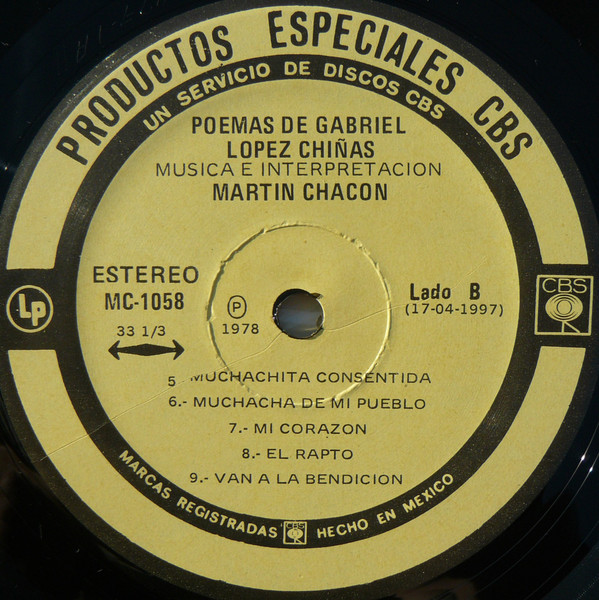 PRODUCTOS ESPECIALES CBS
UN SERVICIO DE DISCOS CBS
POEMAS DE GABRIEL
LOPEZ CHIÑAS
MUSICA E INTERPRETACION
MARTIN CHACON
ESTEREO
MC-1058
33 1/3
LP
℗
1978
Lado B
(17-04-1997)
CBS
5.-MUCHACHITA CONSENTIDA
6.- MUCHACHA DE MI PUEBLO
7.- MI CORAZON
8.- EL RAPTO
9.- VAN A LA BENDICION
MARCAS REGISTRADAS CBS HECHO EN MEXICO